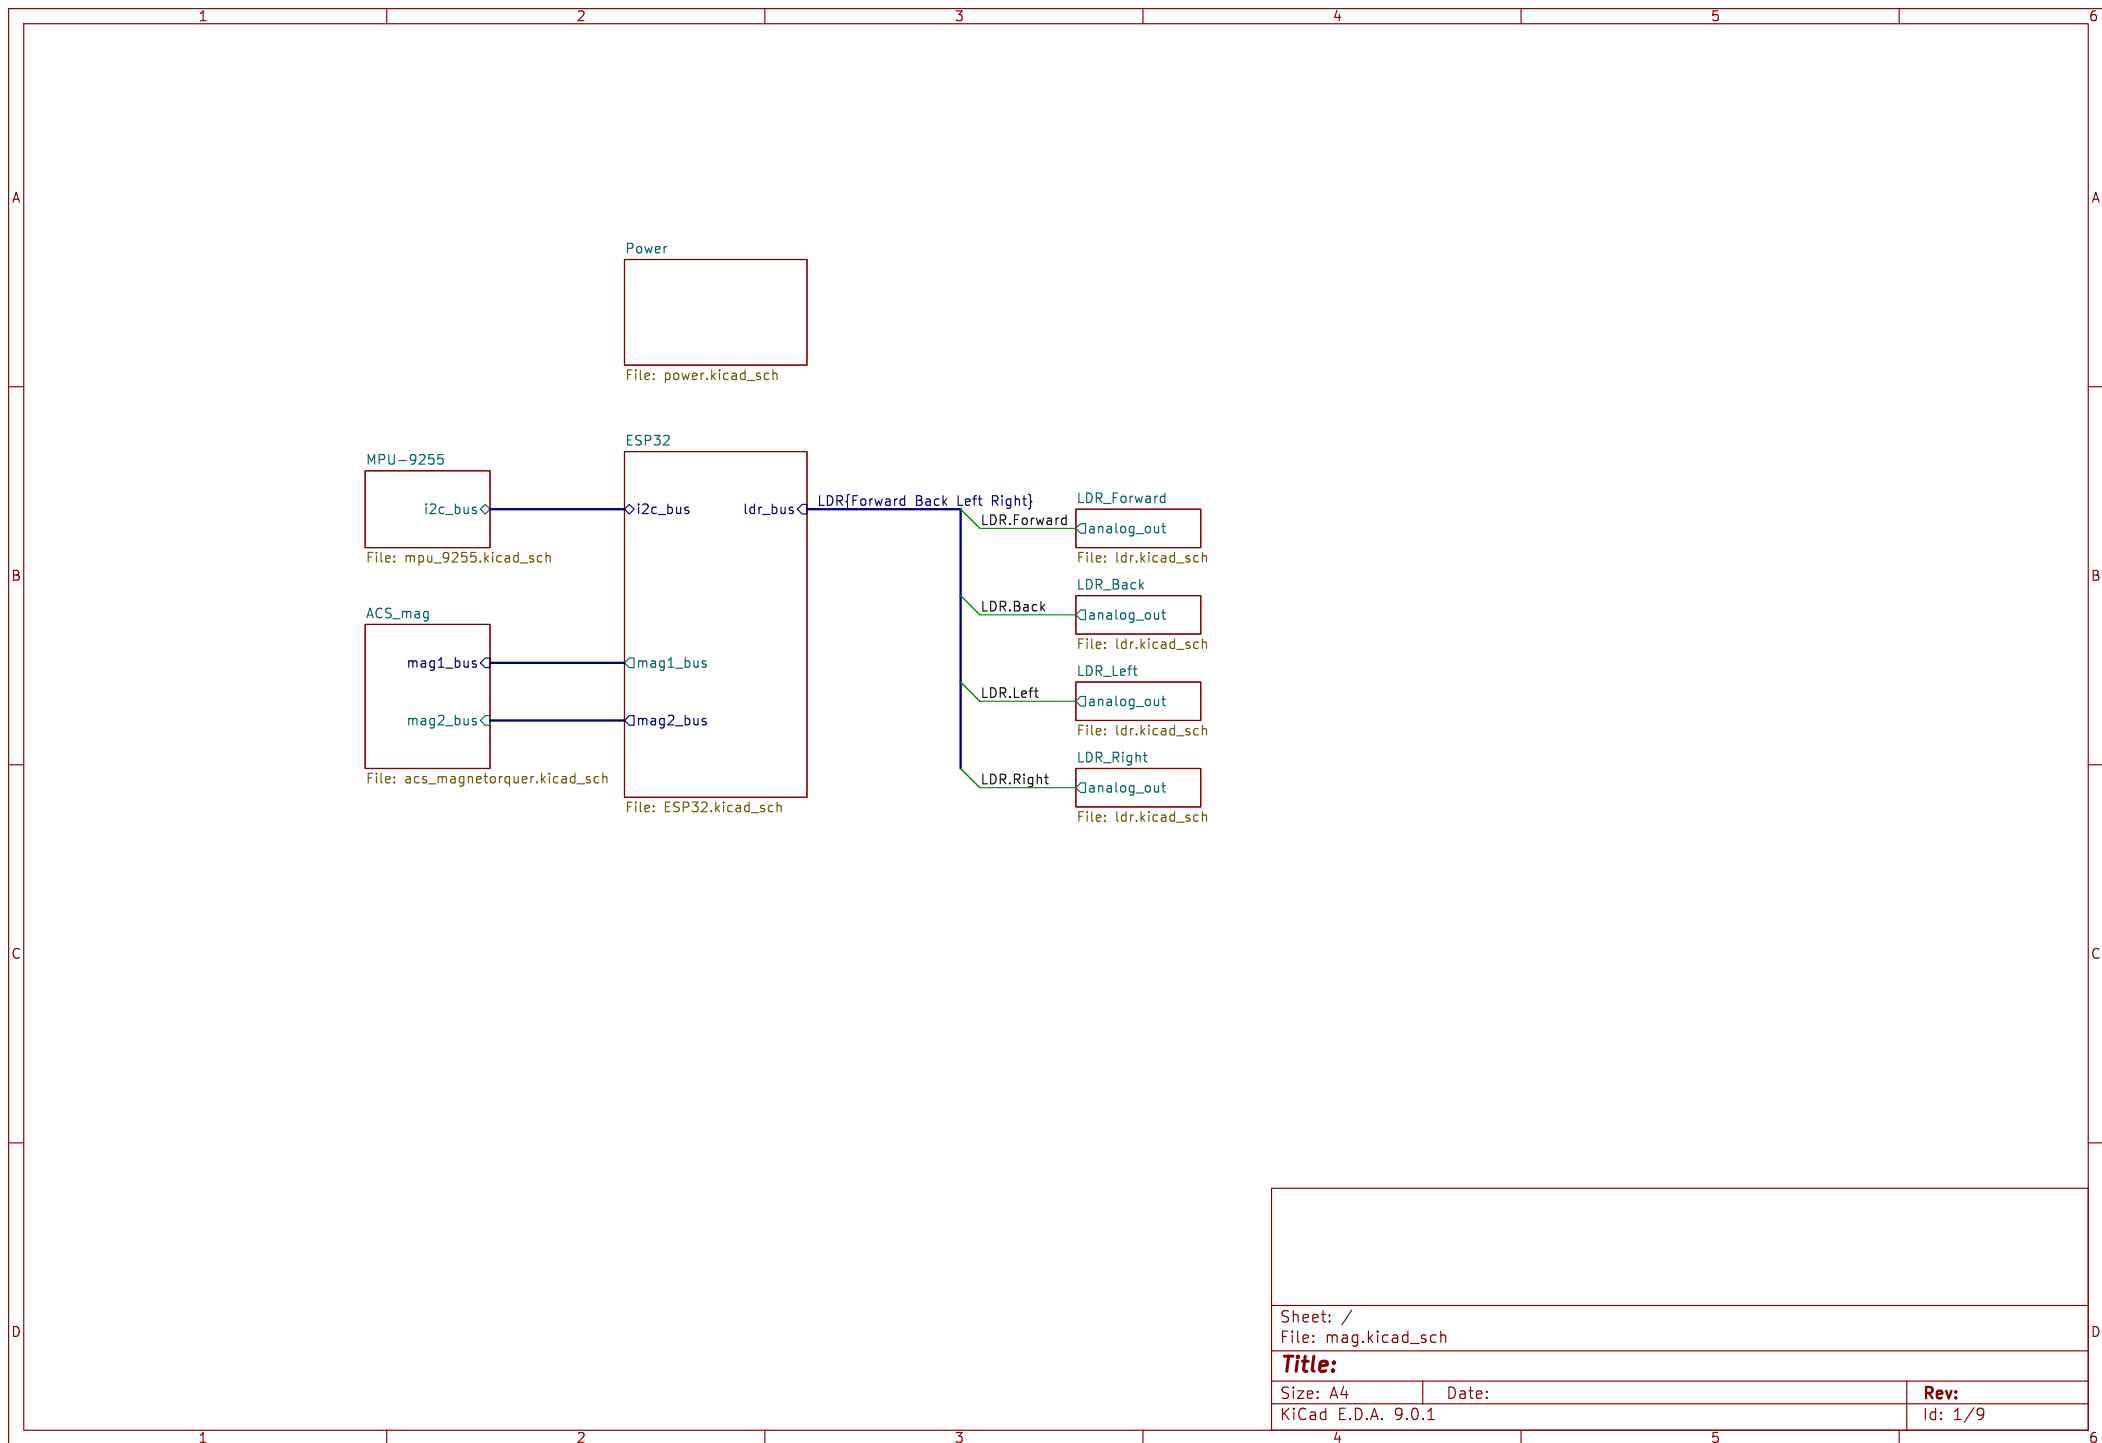 1 2 3 4 5 6
A A
Power
File: power.kicad_sch
ESP32
MPU-9255
i2c_bus i2c_bus ldr_bus LDR{Forward Back Left Right}
File: mpu_9255.kicad_sch
LDR_Forward
LDR.Forward analog_out
File: ldr.kicad_sch
B B
LDR_Back
LDR.Back analog_out
File: ldr.kicad_sch
ACS_mag
mag1_bus mag1_bus
mag2_bus mag2_bus
File: acs_magnetorquer.kicad_sch
File: ESP32.kicad_sch
LDR_Left
LDR.Left analog_out
File: ldr.kicad_sch
LDR_Right
LDR.Right analog_out
File: ldr.kicad_sch
C C
D D
Sheet: /
File: mag.kicad_sch
Title:
Size: A4 Date: Rev:
KiCad E.D.A. 9.0.1 Id: 1/9
1 2 3 4 5 6